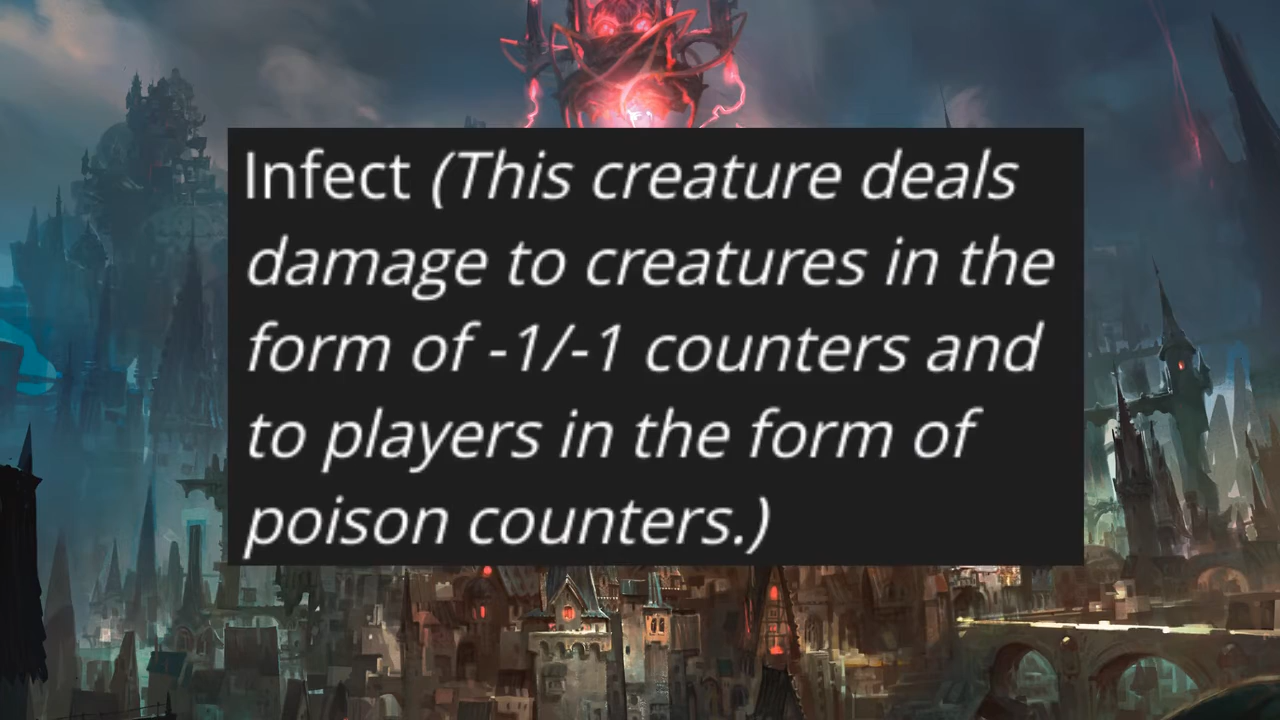 Infect (This creature deals
damage to creatures in the
form of -1/-1 counters and
to players in the form of
poison counters.)